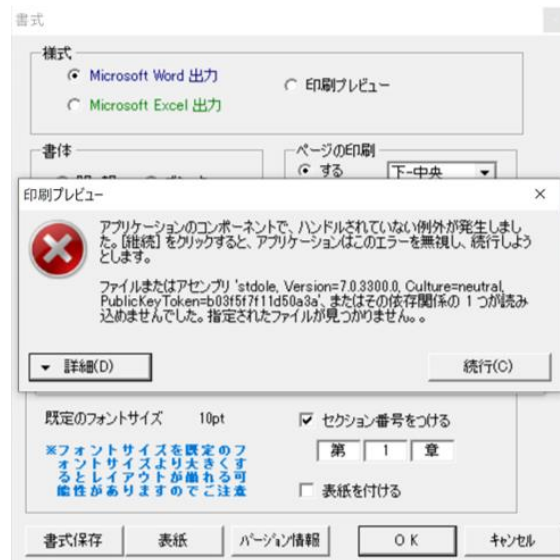 書式
様式
Microsoft Word 出力
印刷プレビュー
Microsoft Excel 出力
書体
ページの印刷
する
下-中央
印刷プレビュー
アプリケーションのコンポーネントで、ハンドルされていない例外が発生しまし
た。[継続] をクリックすると、アプリケーションはこのエラーを無視し、続行しよう
とします。
ファイルまたはアセンブリ 'stdole, Version=7.0.3300.0, Culture=neutral,
PublicKeyToken=b03f5f7f11d50a3a'、またはその依存関係の 1 つが読み
込めませんでした。指定されたファイルが見つかりません。。
詳細(D)
続行(C)
既定のフォントサイズ 10pt
セクション番号をつける
※フォントサイズを既定のフ
ォントサイズより大きくす
るとレイアウトが崩れる可
能性がありますのでご注意
第 1 章
表紙を付ける
書式保存
表紙
バージョン情報
OK
キャンセル